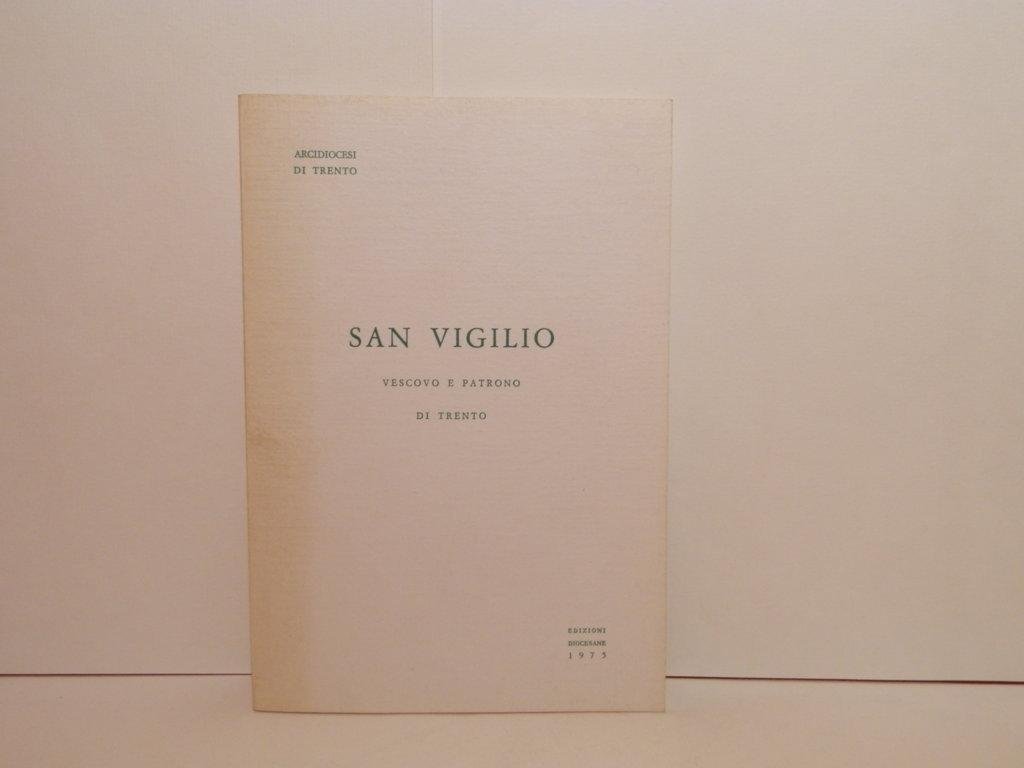 ARCIDIOCESI
DI TRENTO
SAN VIGILIO
VESCOVO E PATRONO
DI TRENTO
EDIZIONI
DIOCESANE
1975